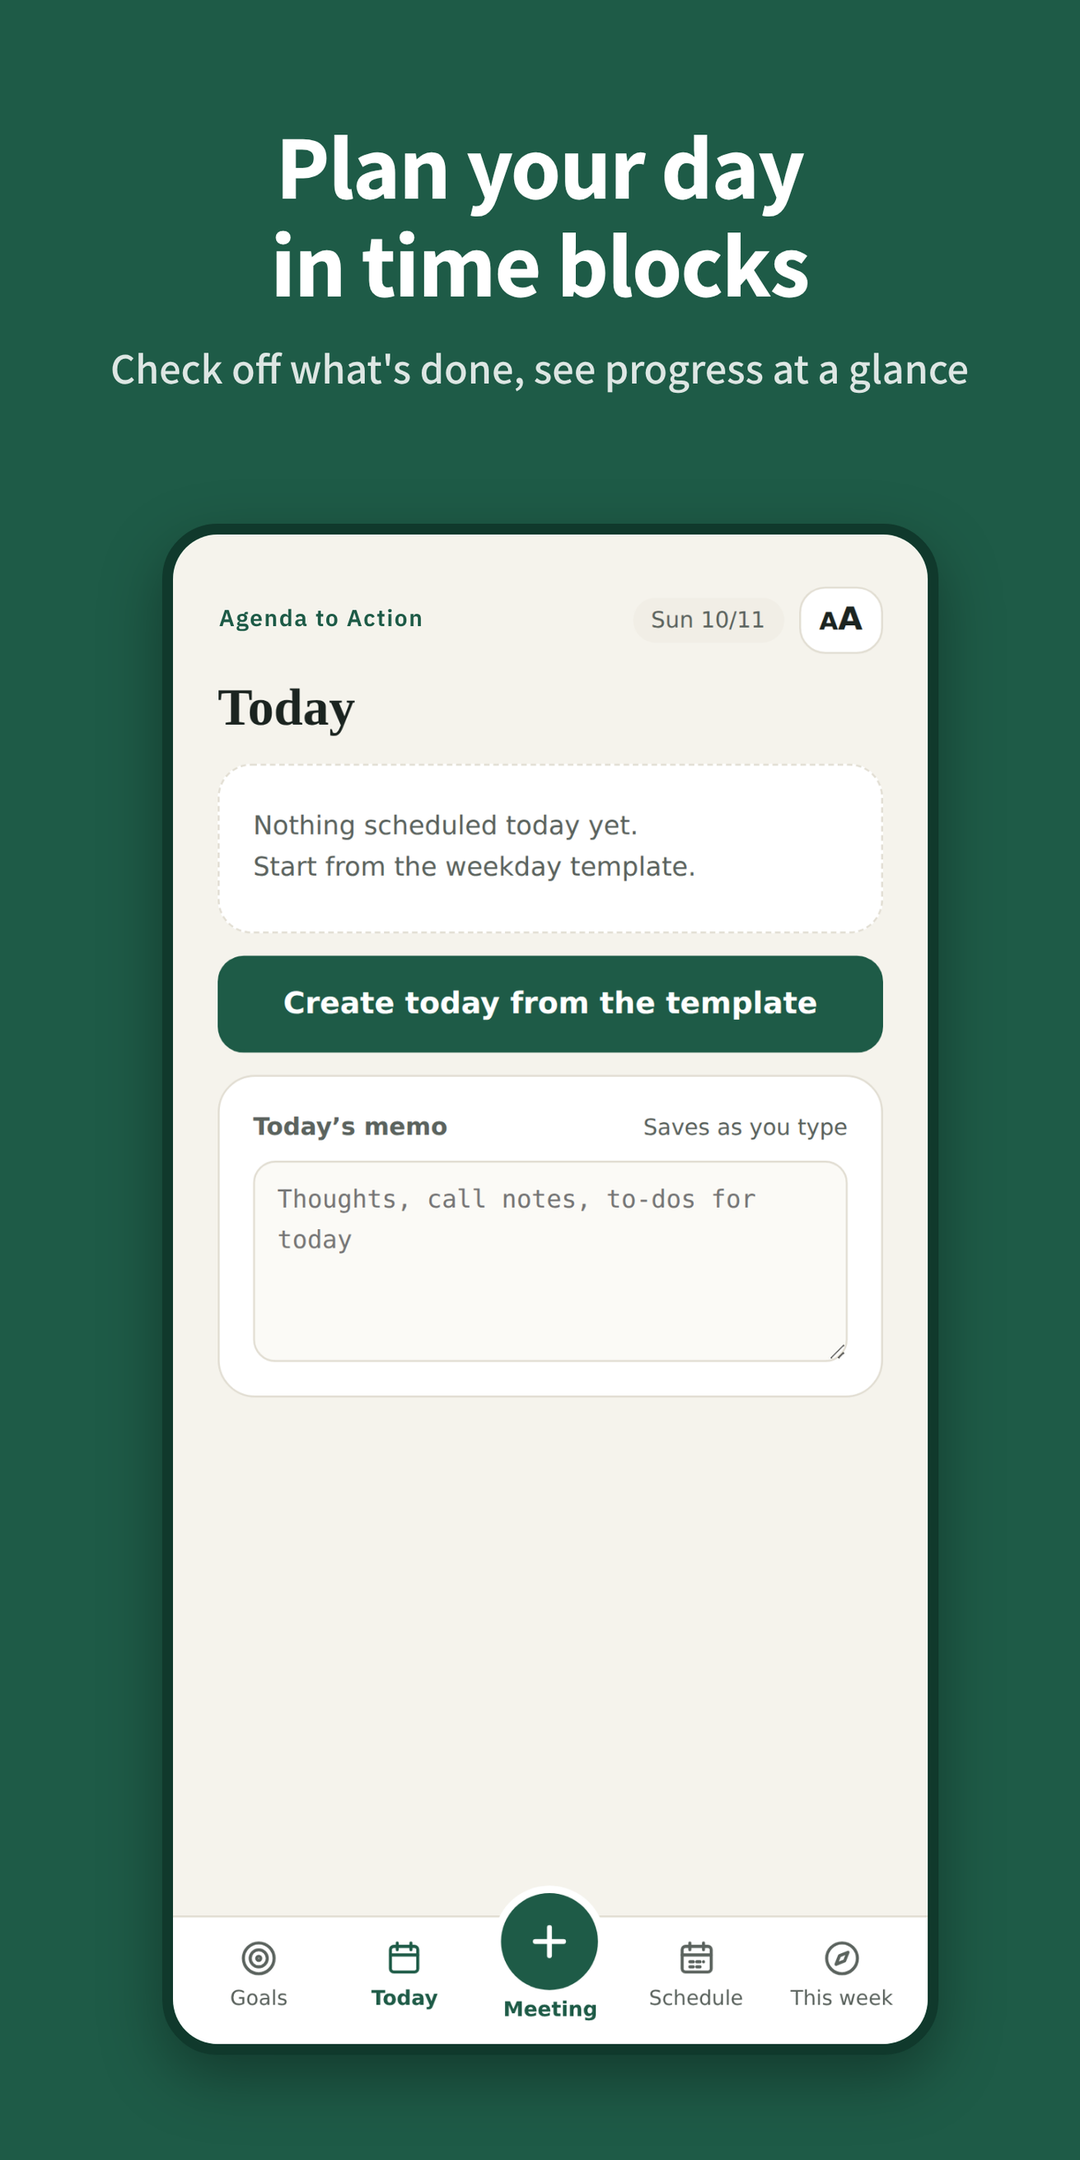 Plan your day
in time blocks
Check off what's done, see progress at a glance
Agenda to Action
Sun 10/11
AA
Today
Nothing scheduled today yet.
Start from the weekday template.
Create today from the template
Today’s memo
Saves as you type
Thoughts, call notes, to-dos for
today
Goals
Today
Meeting
Schedule
This week